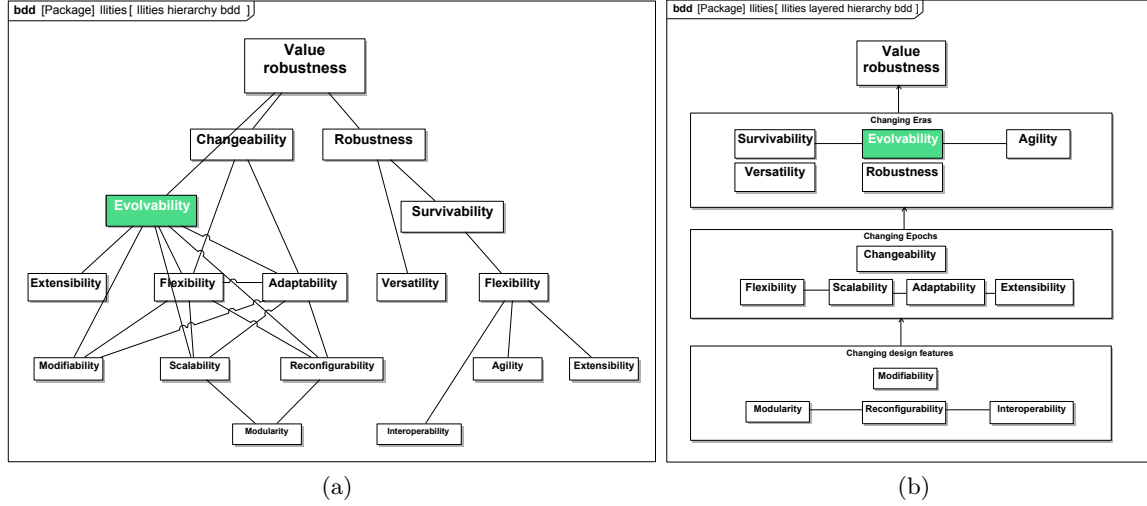 bdd [Package] Ilities[ Ilities hierarchy bdd ]
Value
robustness
Changeability
Robustness
Evolvability
Survivability
Extensibility
Flexibility
Adaptability
Versatility
Flexibility
Modifiability
Scalability
Reconfigurability
Agility
Extensibility
Modularity
Interoperability
(a)
bdd [Package] Ilities[ Ilities layered hierarchy bdd ]
Value
robustness
Changing Eras
Survivability
Evolvability
Agility
Versatility
Robustness
Changing Epochs
Changeability
Flexibility
Scalability
Adaptability
Extensibility
Changing design features
Modifiability
Modularity
Reconfigurability
Interoperability
(b)